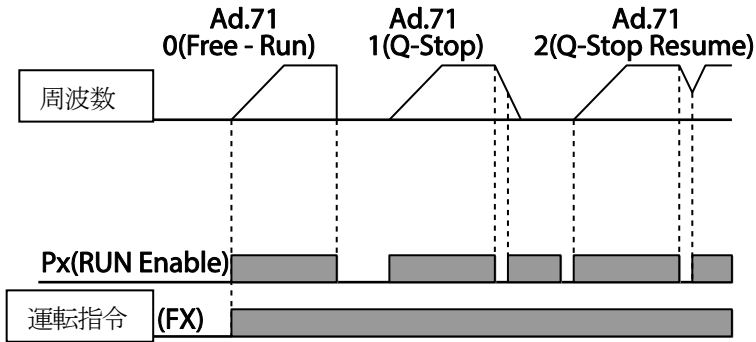 Ad.71
0(Free - Run)
Ad.71
1(Q-Stop)
Ad.71
2(Q-Stop Resume)
周波数
Px(RUN Enable)
運転指令 (FX)